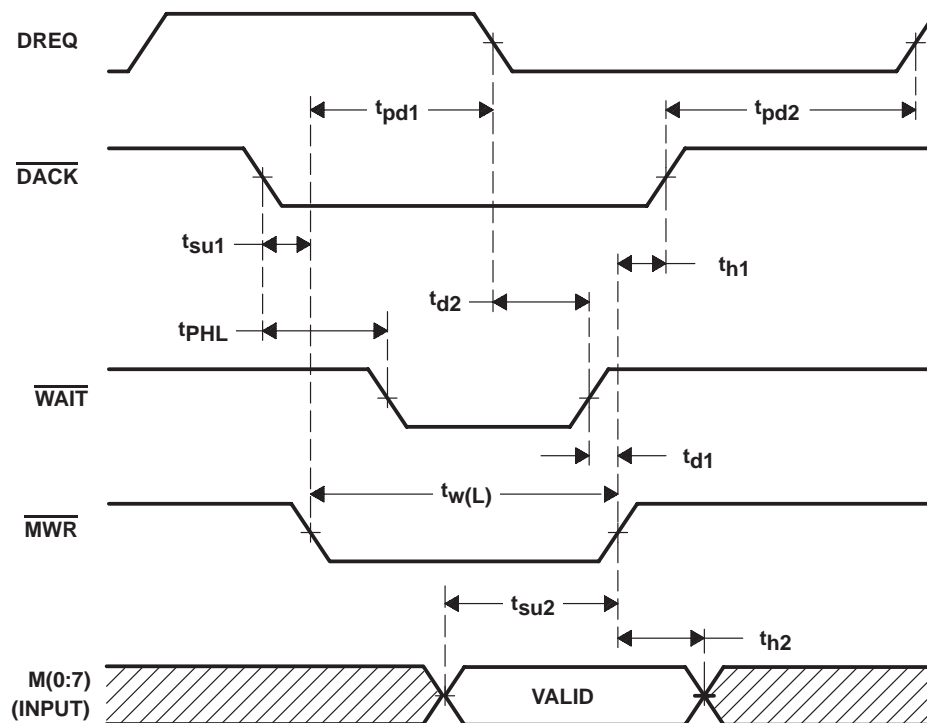 DREQ
tpd1
tpd2
DACK
tsu1
th1
td2
tPHL
WAIT
td1
tw(L)
MWR
tsu2
th2
M(0:7)
(INPUT)
VALID